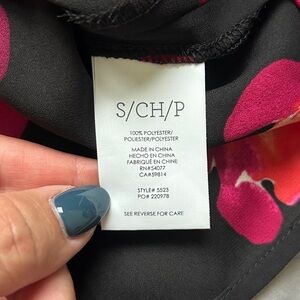 S/CH/P
100% POLYESTER/
POLIESTER/POLYESTER
MADE IN CHINA
HECHO EN CHINA
FABRIQUÉ EN CHINE
RN#54077
CA#59814
STYLE# 5523
PO# 220978
SEE REVERSE FOR CARE